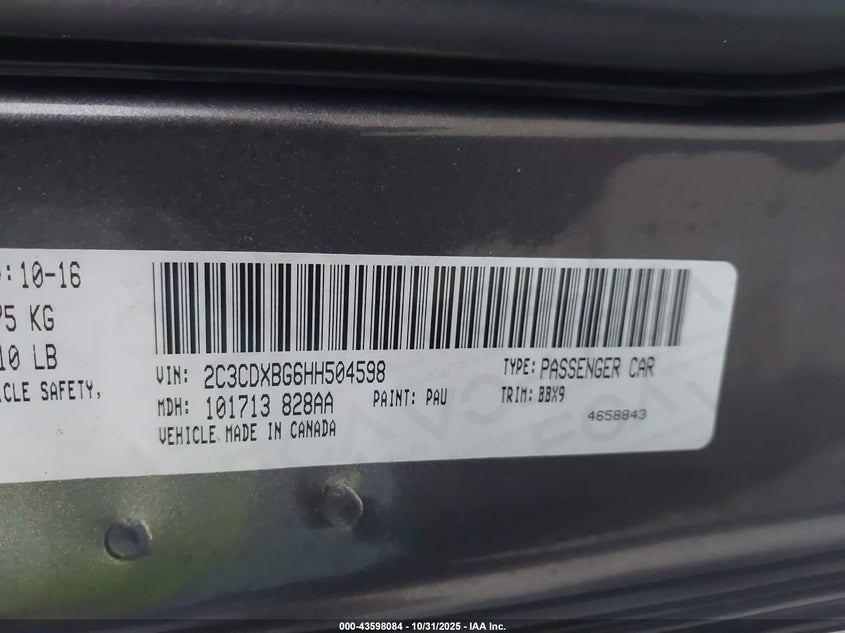 :10-16
75 KG
10 LB
ICLE SAFETY,
VIN: 2C3CDXBG6HH504598
TYPE: PASSENGER CAR
MDH: 101713 828AA
PAINT: PAU
TRIM: BBX9
VEHICLE MADE IN CANADA
4658843
000-43598084 - 10/31/2025 - IAA Inc.